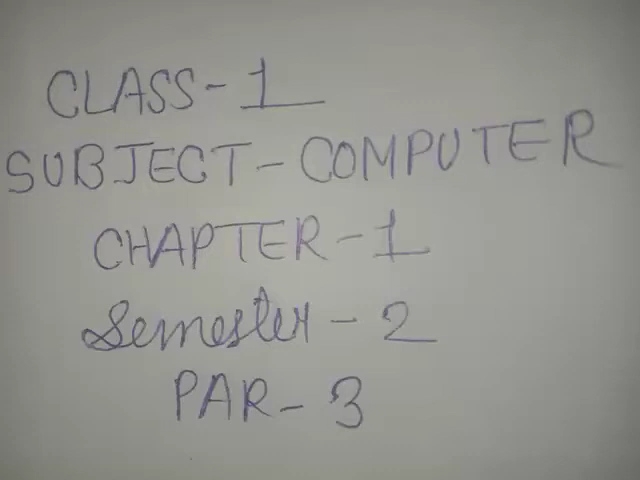 CLASS-1
SUBJECT-COMPUTER
CHAPTER-1
Semester-2
PAR-3